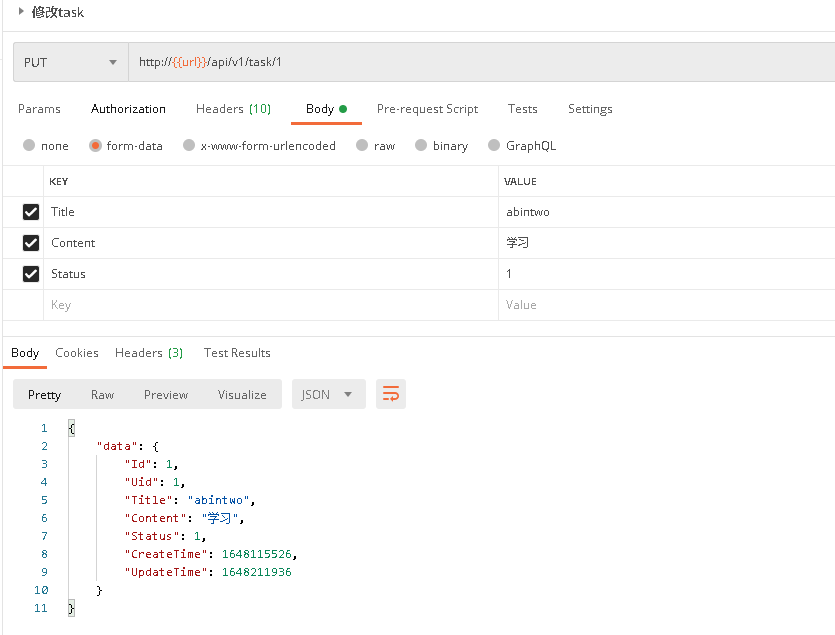 修改task
PUT http://{{url}}/api/v1/task/1
Params Authorization Headers (10) Body Pre-request Script Tests Settings
none form-data x-www-form-urlencoded raw binary GraphQL
KEY VALUE
Title abintwo
Content 学习
Status 1
Key Value
Body Cookies Headers (3) Test Results
Pretty Raw Preview Visualize JSON
1 {
2 "data": {
3 "Id": 1,
4 "Uid": 1,
5 "Title": "abintwo",
6 "Content": "学习",
7 "Status": 1,
8 "CreateTime": 1648115526,
9 "UpdateTime": 1648211936
10 }
11 }